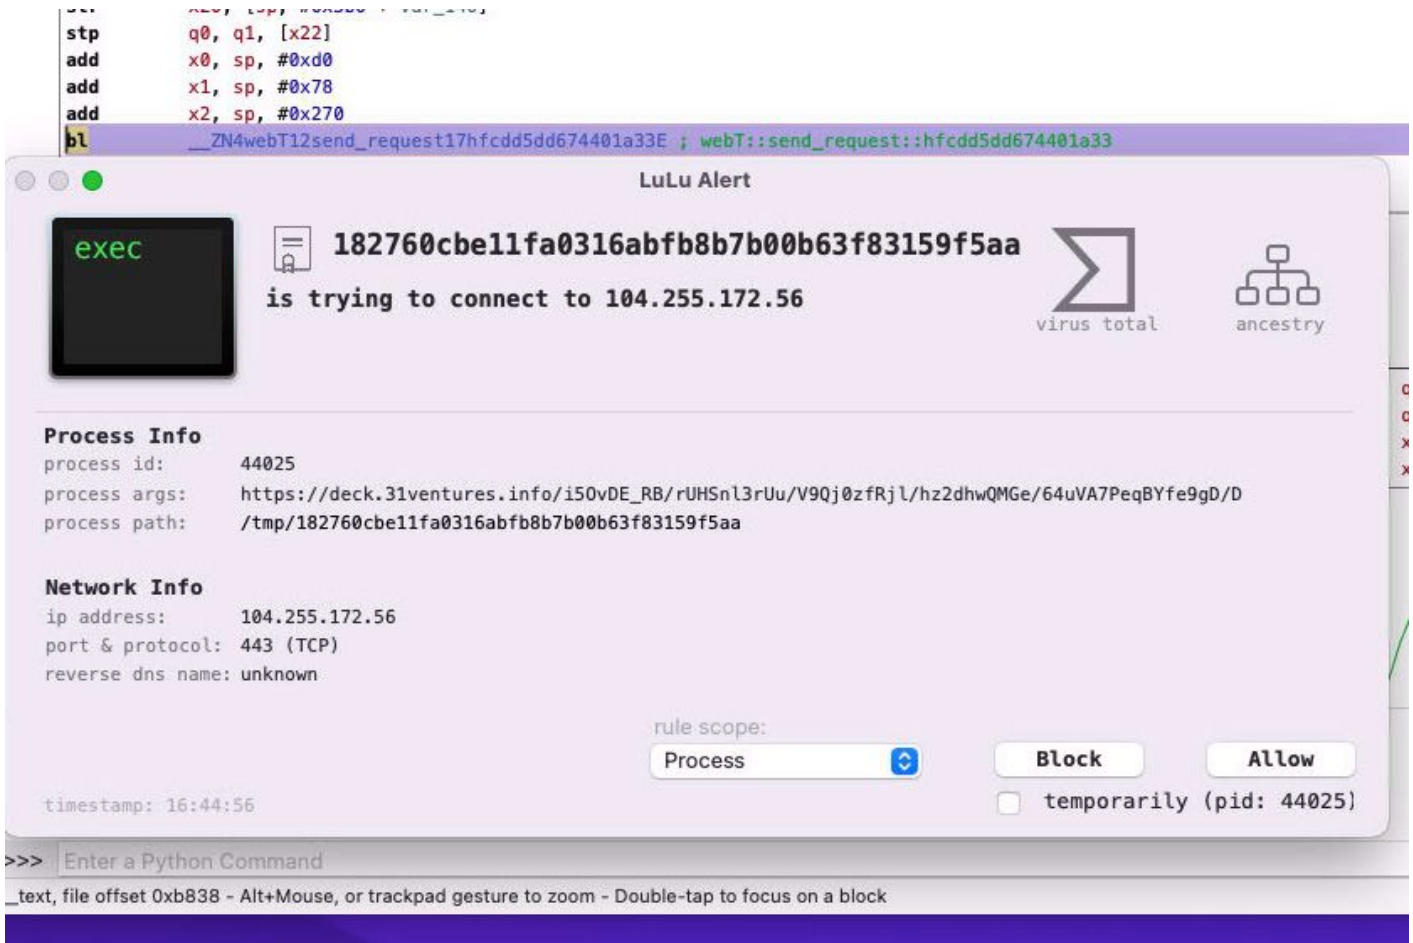 stp q0, q1, [x22]
add x0, sp, #0xd0
add x1, sp, #0x78
add x2, sp, #0x270
bl __ZN4webT12send_request17hfcdd5dd674401a33E ; webT::send_request::hfcdd5dd674401a33
LuLu Alert
exec
182760cbe11fa0316abfb8b7b00b63f83159f5aa
is trying to connect to 104.255.172.56
virus total
ancestry
Process Info
process id: 44025
process args: https://deck.31ventures.info/i5OvDE_RB/rUHSnl3rUu/V9Qj0zfRjl/hz2dhwQMGe/64uVA7PeqBYfe9gD/D
process path: /tmp/182760cbe11fa0316abfb8b7b00b63f83159f5aa
Network Info
ip address: 104.255.172.56
port & protocol: 443 (TCP)
reverse dns name: unknown
rule scope:
Process
Block
Allow
timestamp: 16:44:56
temporarily (pid: 44025)
>>> Enter a Python Command
_text, file offset 0xb838 - Alt+Mouse, or trackpad gesture to zoom - Double-tap to focus on a block